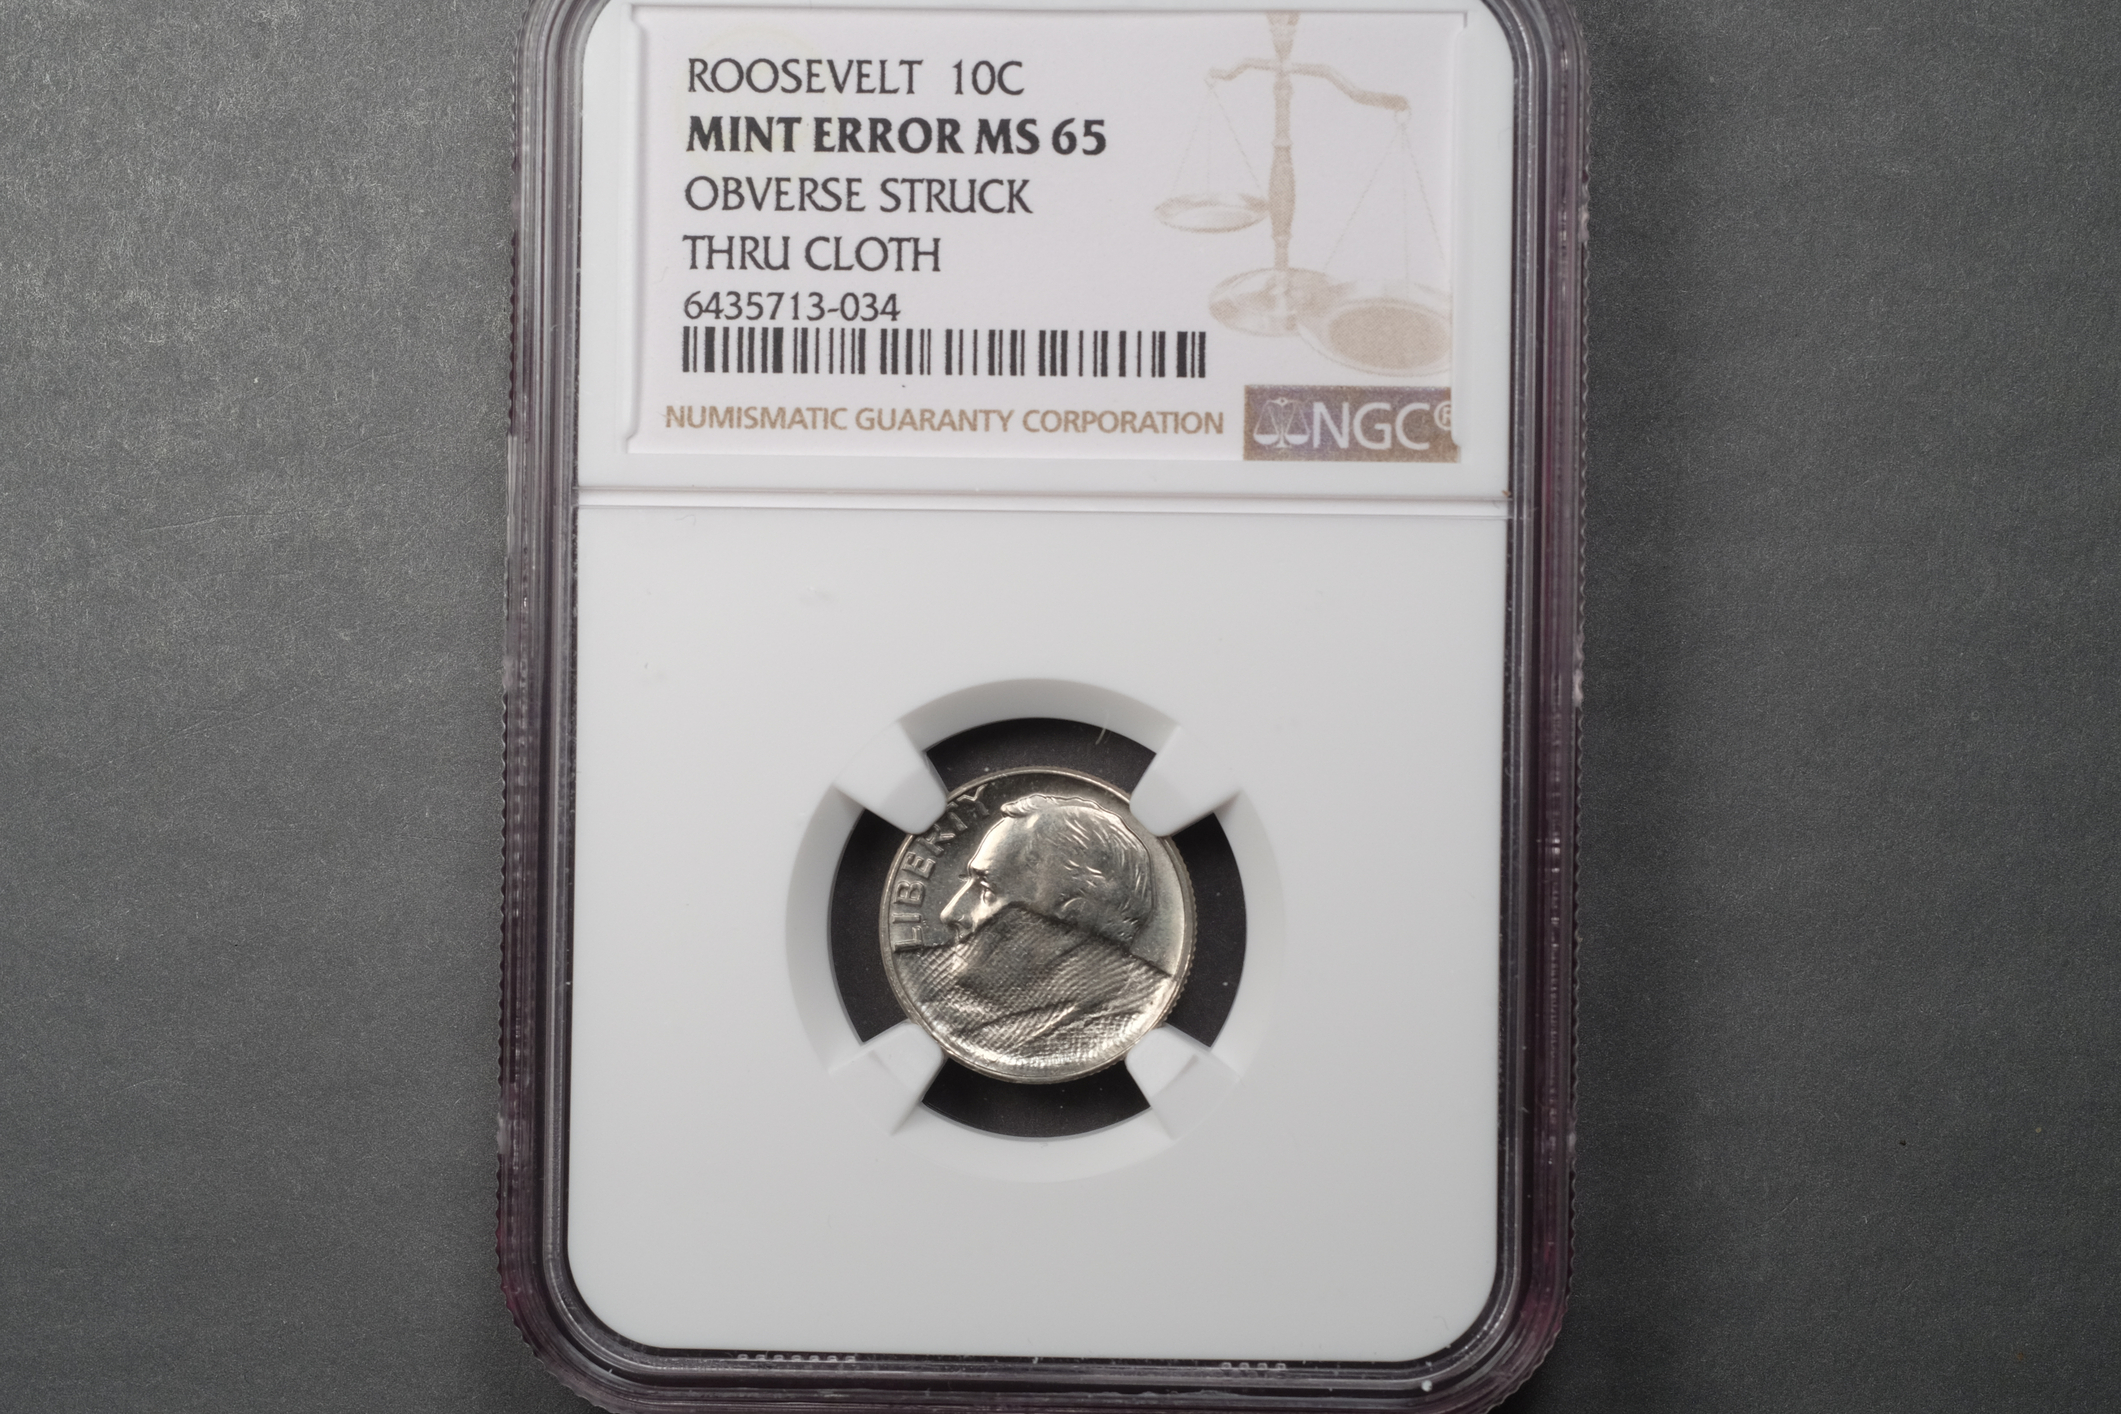 ROOSEVELT 10C
MINT ERROR MS 65
OBVERSE STRUCK
THRU CLOTH
6435713-034
NUMISMATIC GUARANTY CORPORATION
NGC®
LIBERTY